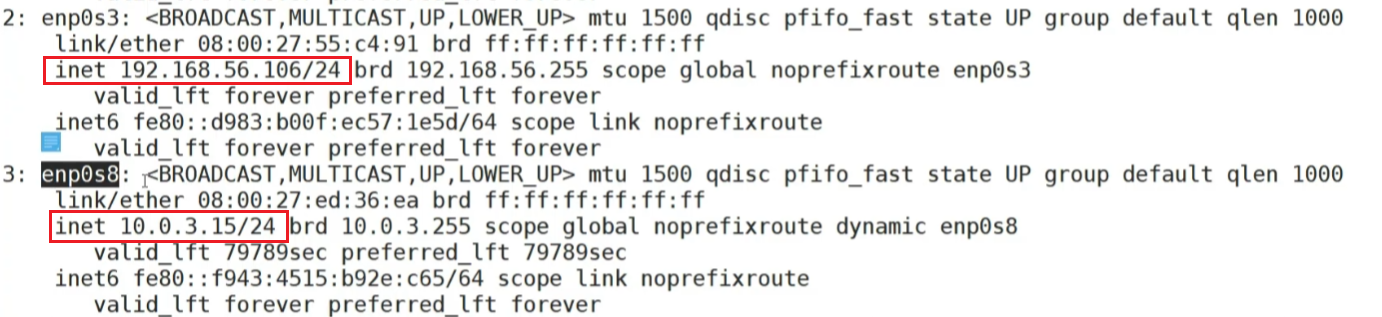 2: enp0s3: <BROADCAST,MULTICAST,UP,LOWER_UP> mtu 1500 qdisc pfifo_fast state UP group default qlen 1000
link/ether 08:00:27:55:c4:91 brd ff:ff:ff:ff:ff:ff
inet 192.168.56.106/24 brd 192.168.56.255 scope global noprefixroute enp0s3
valid_lft forever preferred_lft forever
inet6 fe80::d983:b00f:ec57:1e5d/64 scope link noprefixroute
valid_lft forever preferred_lft forever
3: enp0s8: <BROADCAST,MULTICAST,UP,LOWER_UP> mtu 1500 qdisc pfifo_fast state UP group default qlen 1000
link/ether 08:00:27:ed:36:ea brd ff:ff:ff:ff:ff:ff
inet 10.0.3.15/24 brd 10.0.3.255 scope global noprefixroute dynamic enp0s8
valid_lft 79789sec preferred_lft 79789sec
inet6 fe80::f943:4515:b92e:c65/64 scope link noprefixroute
valid_lft forever preferred_lft forever